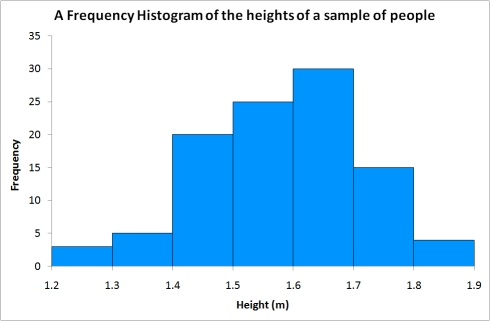 A Frequency Histogram of the heights of a sample of people
35
30
25
20
15
10
5
0
Frequency
1.2 1.3 1.4 1.5 1.6 1.7 1.8 1.9
Height (m)